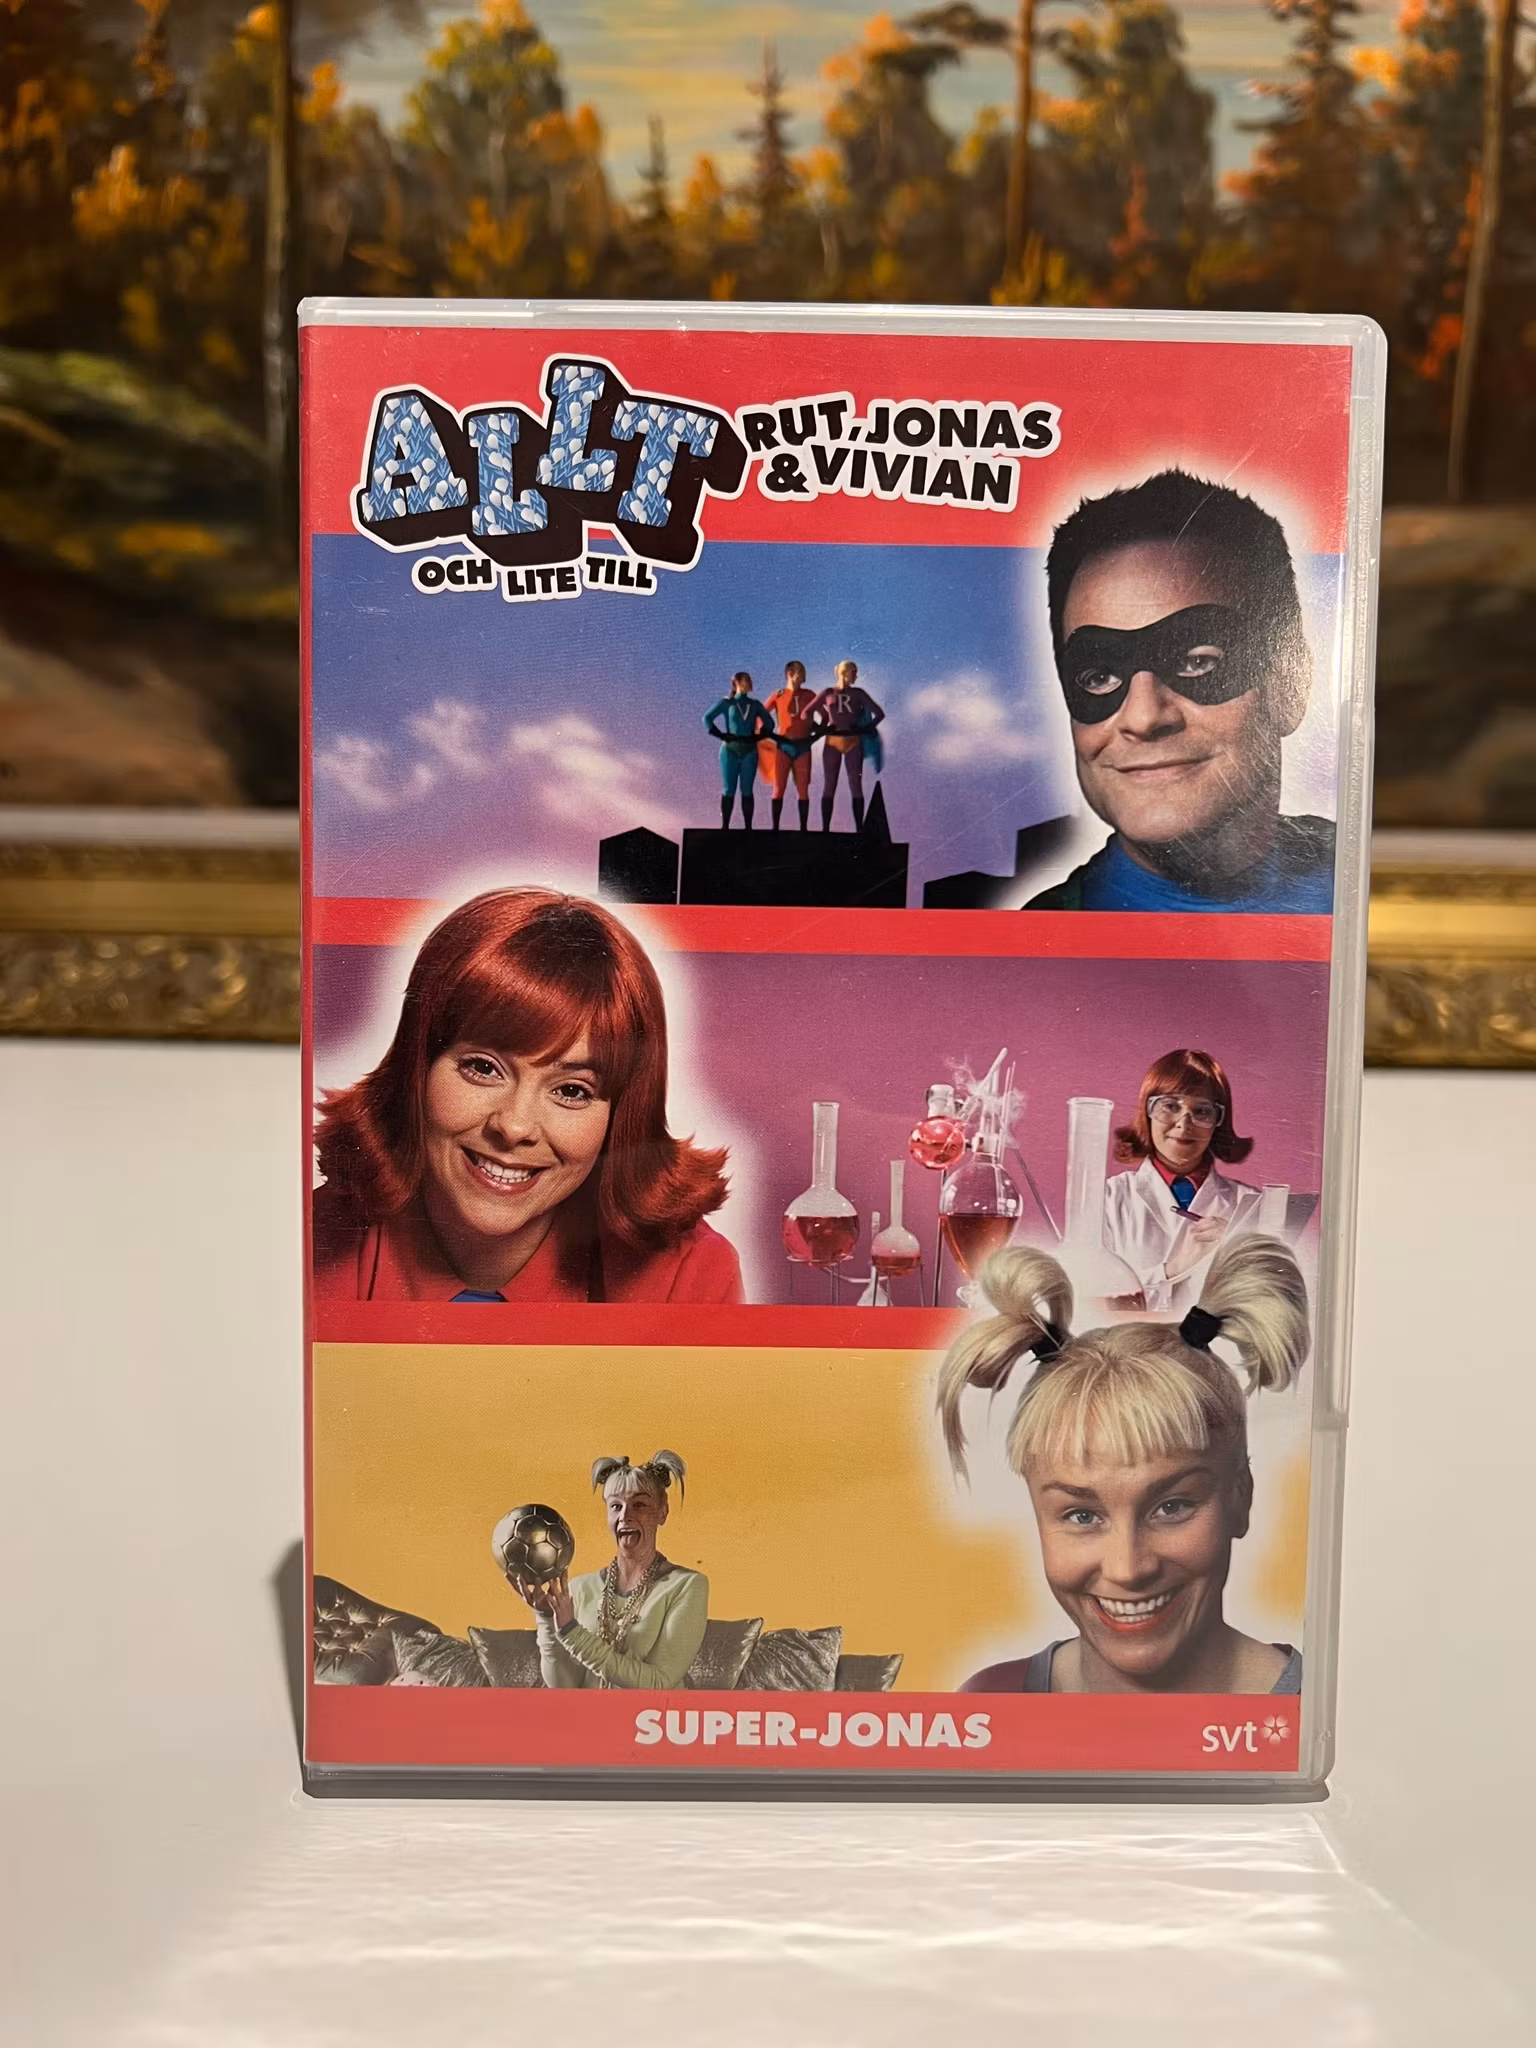 ALLT
RUT, JONAS
& VIVIAN
OCH LITE TILL
V J R
SUPER-JONAS
svt